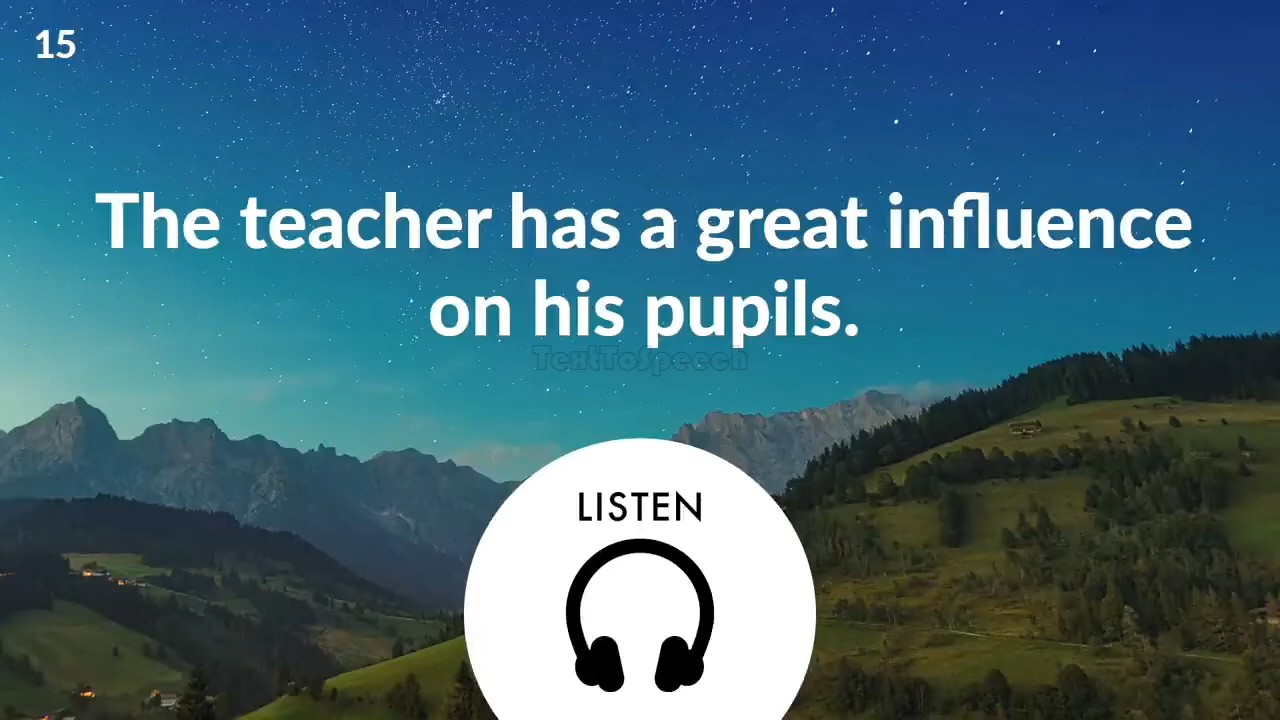 15
The teacher has a great influence
on his pupils.
TextToSpeech
LISTEN